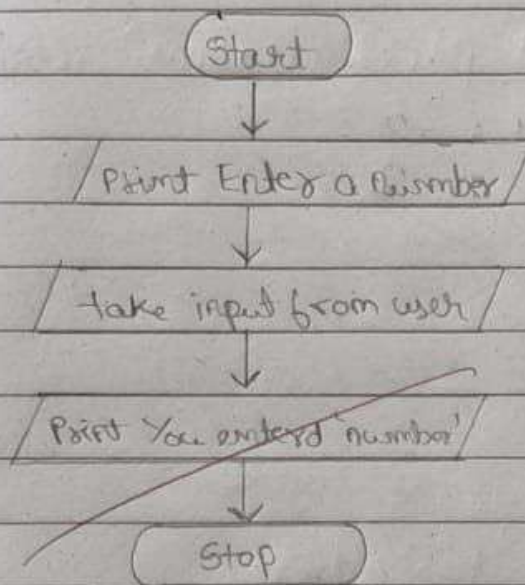 Start
Print Enter a number
take input from user
Print You enterd 'number'
Stop